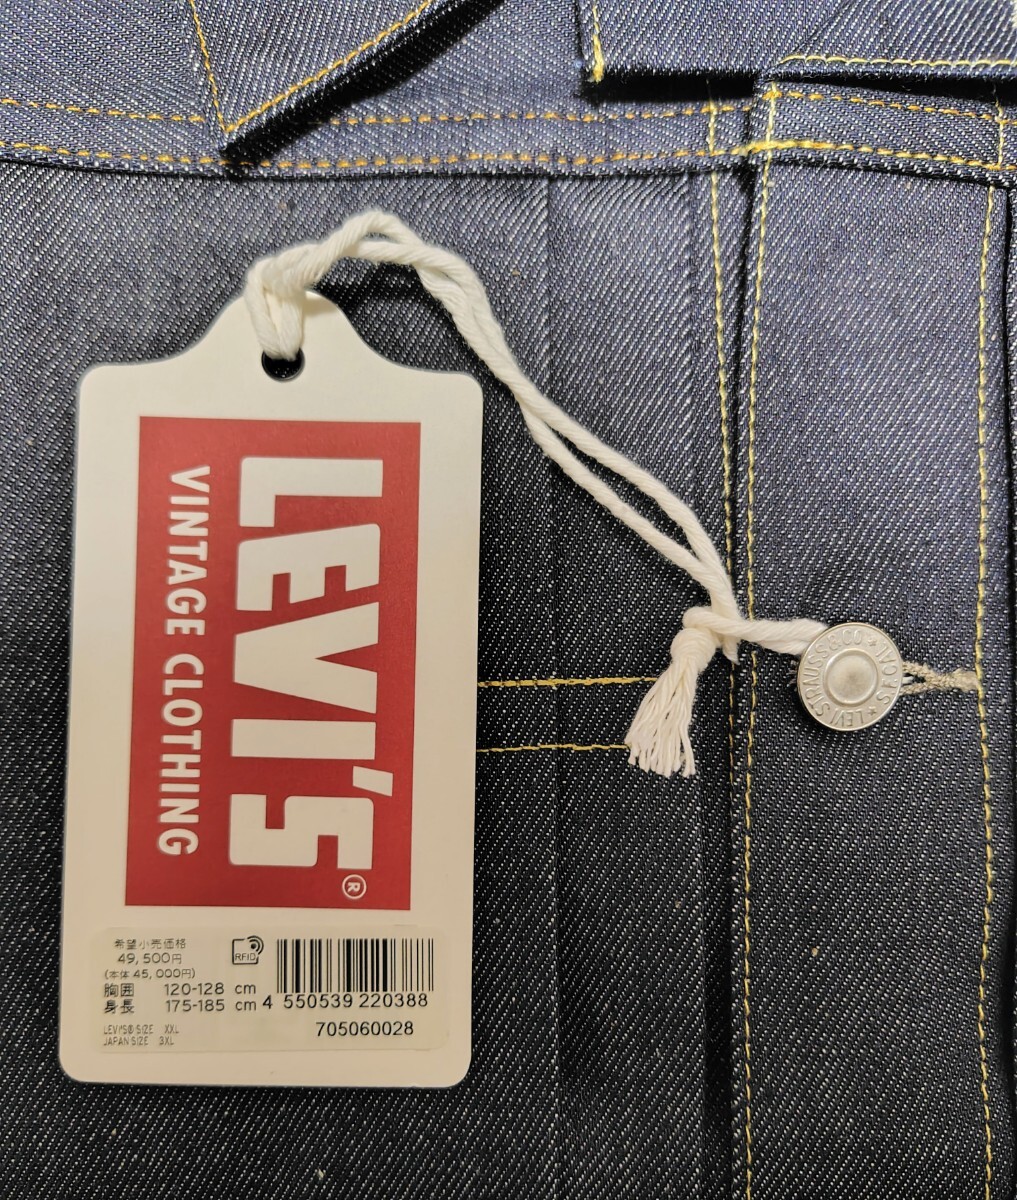 LEVI'S®
VINTAGE CLOTHING
希望小売価格
49,500円
(本体 45,000円)
胸囲 120-128 cm
身長 175-185 cm
LEVI'S® SIZE XXL
JAPAN SIZE 3XL
RFID
4 550539 220388
705060028
★ LEVI STRAUSS & CO ★ S.F. CAL